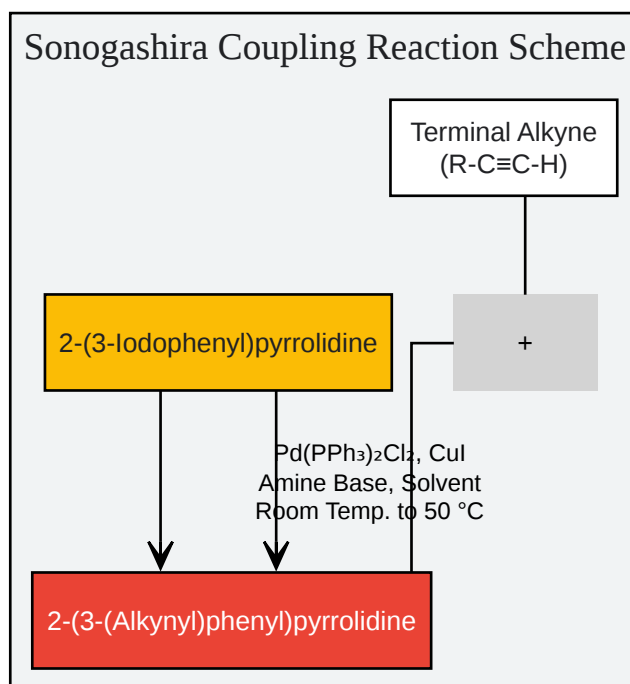 Sonogashira Coupling Reaction Scheme
Terminal Alkyne
(R-C≡C-H)
2-(3-Iodophenyl)pyrrolidine
+
Pd(PPh₃)₂Cl₂, CuI
Amine Base, Solvent
Room Temp. to 50 °C
2-(3-(Alkynyl)phenyl)pyrrolidine